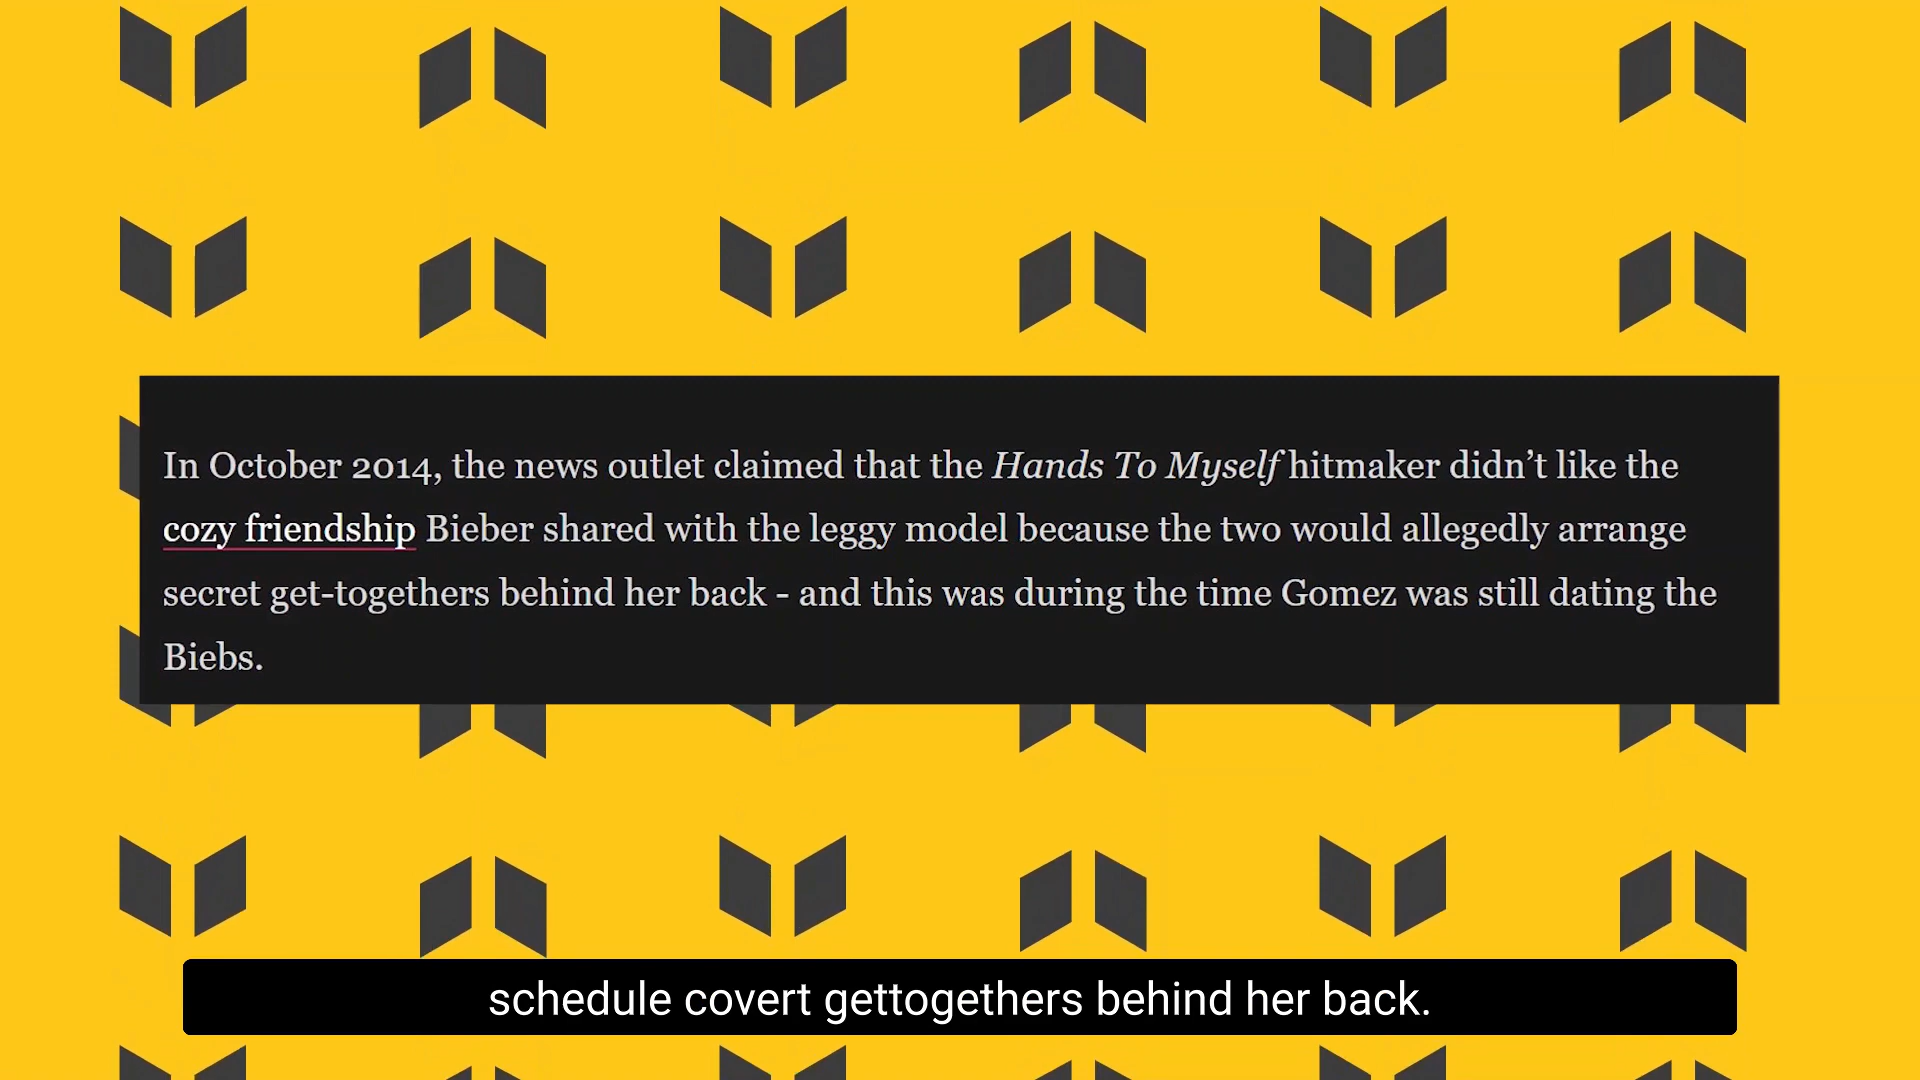 In October 2014, the news outlet claimed that the Hands To Myself hitmaker didn’t like the
cozy friendship Bieber shared with the leggy model because the two would allegedly arrange
secret get-togethers behind her back - and this was during the time Gomez was still dating the
Biebs.
schedule covert gettogethers behind her back.